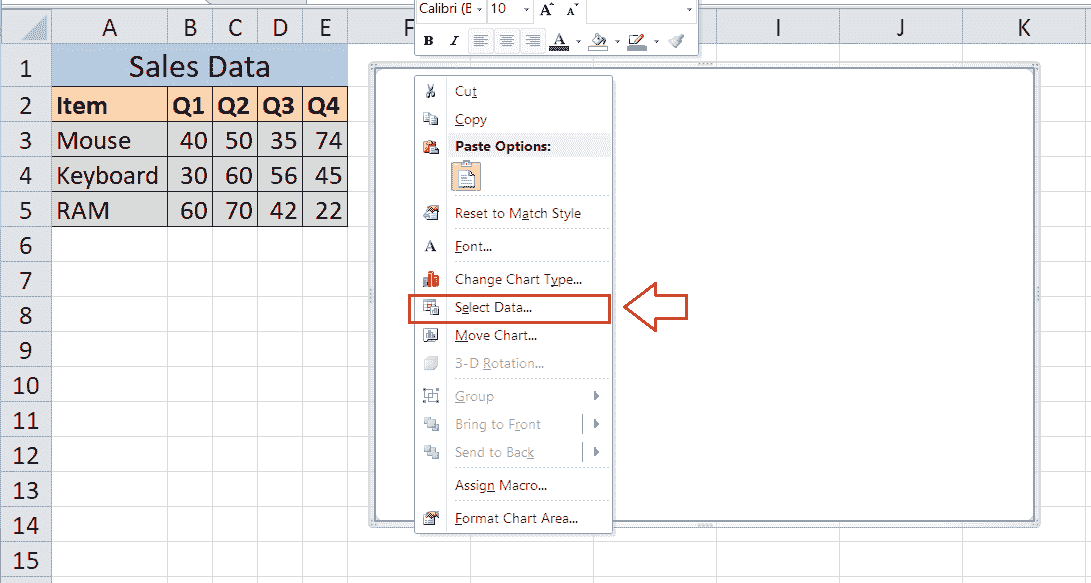 Calibri (B 10 A A
B I A
A B C D E F I J K
1 Sales Data
2 Item Q1 Q2 Q3 Q4
3 Mouse 40 50 35 74
4 Keyboard 30 60 56 45
5 RAM 60 70 42 22
6
7
8
9
10
11
12
13
14
15
Cut
Copy
Paste Options:
Reset to Match Style
A Font...
Change Chart Type...
Select Data...
Move Chart...
3-D Rotation...
Group
Bring to Front
Send to Back
Assign Macro...
Format Chart Area...